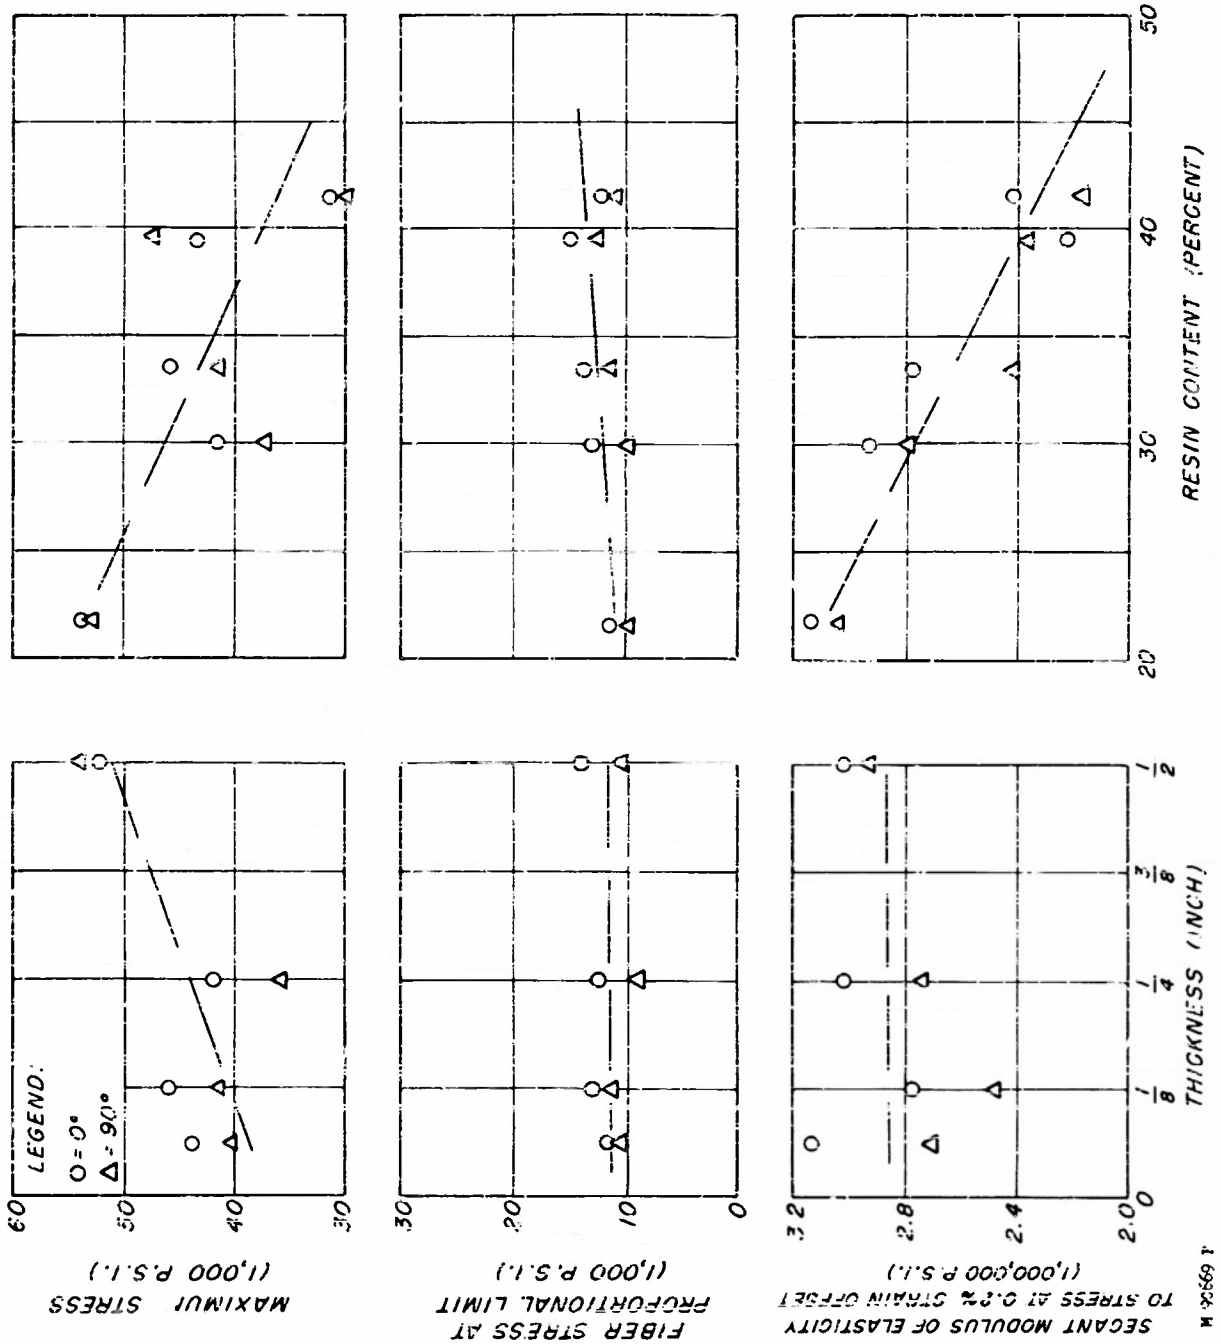 LEGEND:
O = 0°
Δ = 90°
MAXIMUM STRESS
(1,000 P.S.I.)
60
50
40
30
FIBER STRESS AT
PROPORTIONAL LIMIT
(1,000 P.S.I.)
30
20
10
0
SECANT MODULUS OF ELASTICITY
TO STRESS AT 0.2% STRAIN OFFSET
(1,000,000 P.S.I.)
3.2
2.8
2.4
2.0
0
1/8
1/4
3/8
1/2
THICKNESS (INCH)
20
30
40
50
RESIN CONTENT (PERCENT)